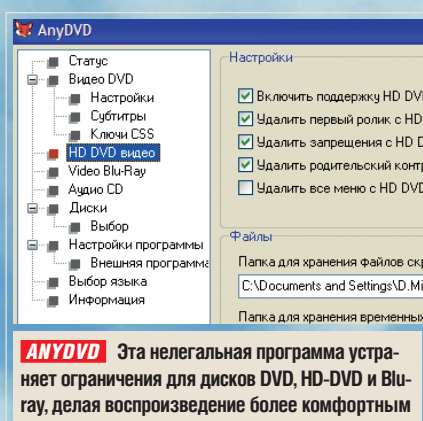 AnyDVD
Статус
Видео DVD
Настройки
Субтитры
Ключи CSS
HD DVD видео
Video Blu-Ray
Аудио CD
Диски
Выбор
Настройки программы
Внешняя программа
Выбор языка
Информация
Настройки
Включить поддержку HD DV
Удалить первый ролик с HD
Удалить запрещения с HD D
Удалить родительский конт
Удалить все меню с HD DVD
Файлы
Папка для хранения файлов скр
C:\Documents and Settings\D.Mi
Папка для хранения временных
ANYDVD Эта нелегальная программа устра-
няет ограничения для дисков DVD, HD-DVD и Blu-
ray, делая воспроизведение более комфортным